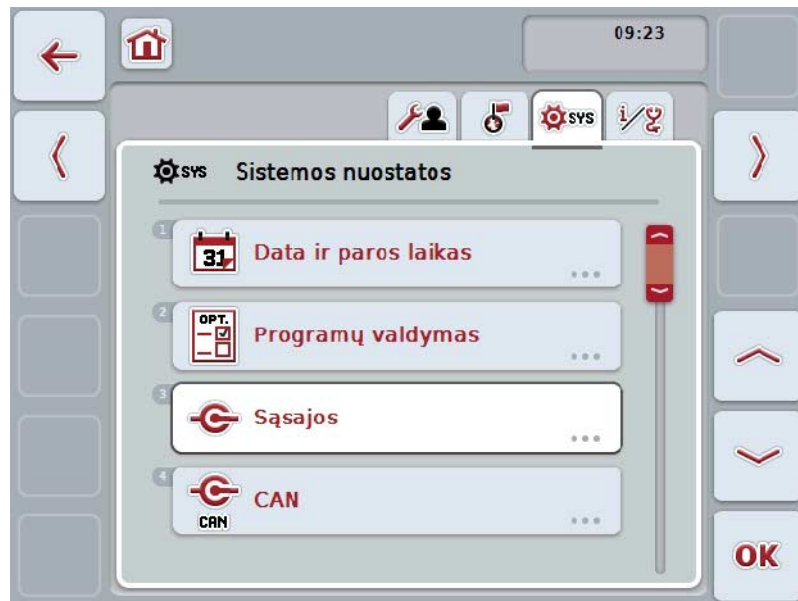 09:23
SYS
i/
SYS Sistemos nuostatos
1
31 Data ir paros laikas
2
OPT. Programų valdymas
3
Sąsajos
4
CAN CAN
OK